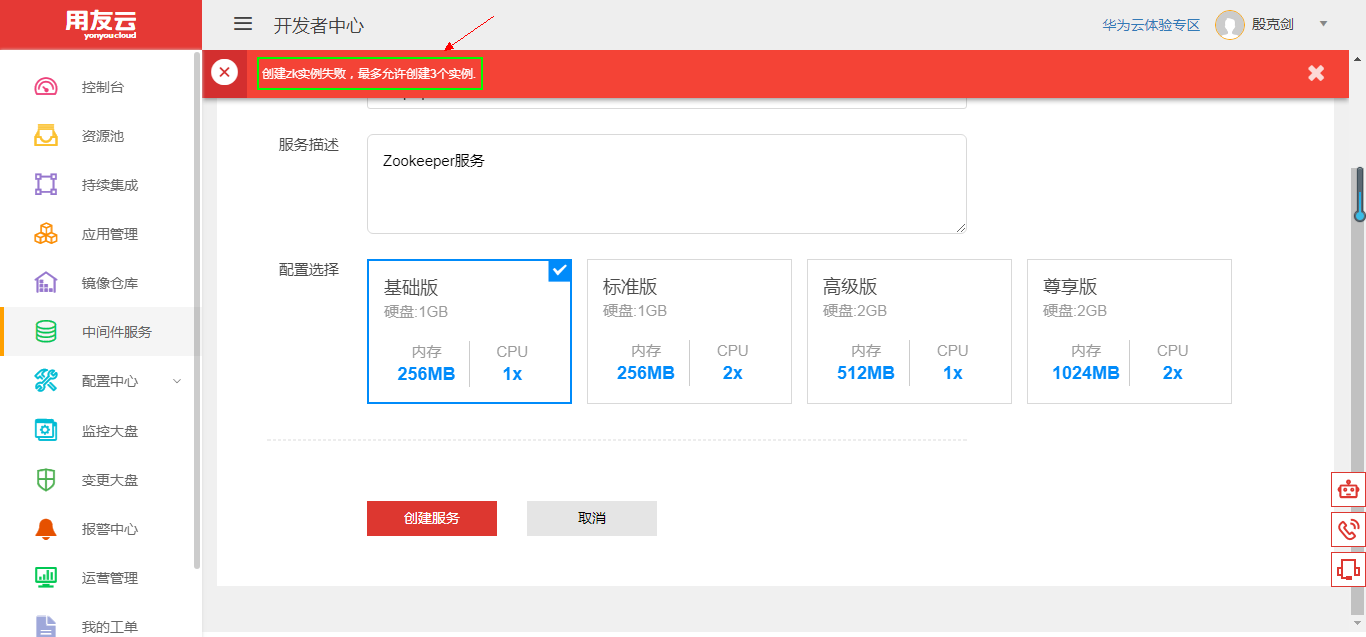 用友云
yonyoucloud
开发者中心
华为云体验专区
殷克剑
创建zk实例失败，最多允许创建3个实例.
控制台
资源池
持续集成
应用管理
镜像仓库
中间件服务
配置中心
监控大盘
变更大盘
报警中心
运营管理
我的工单
服务描述
Zookeeper服务
配置选择
基础版
硬盘:1GB
内存 CPU
256MB 1x
标准版
硬盘:1GB
内存 CPU
256MB 2x
高级版
硬盘:2GB
内存 CPU
512MB 1x
尊享版
硬盘:2GB
内存 CPU
1024MB 2x
创建服务
取消